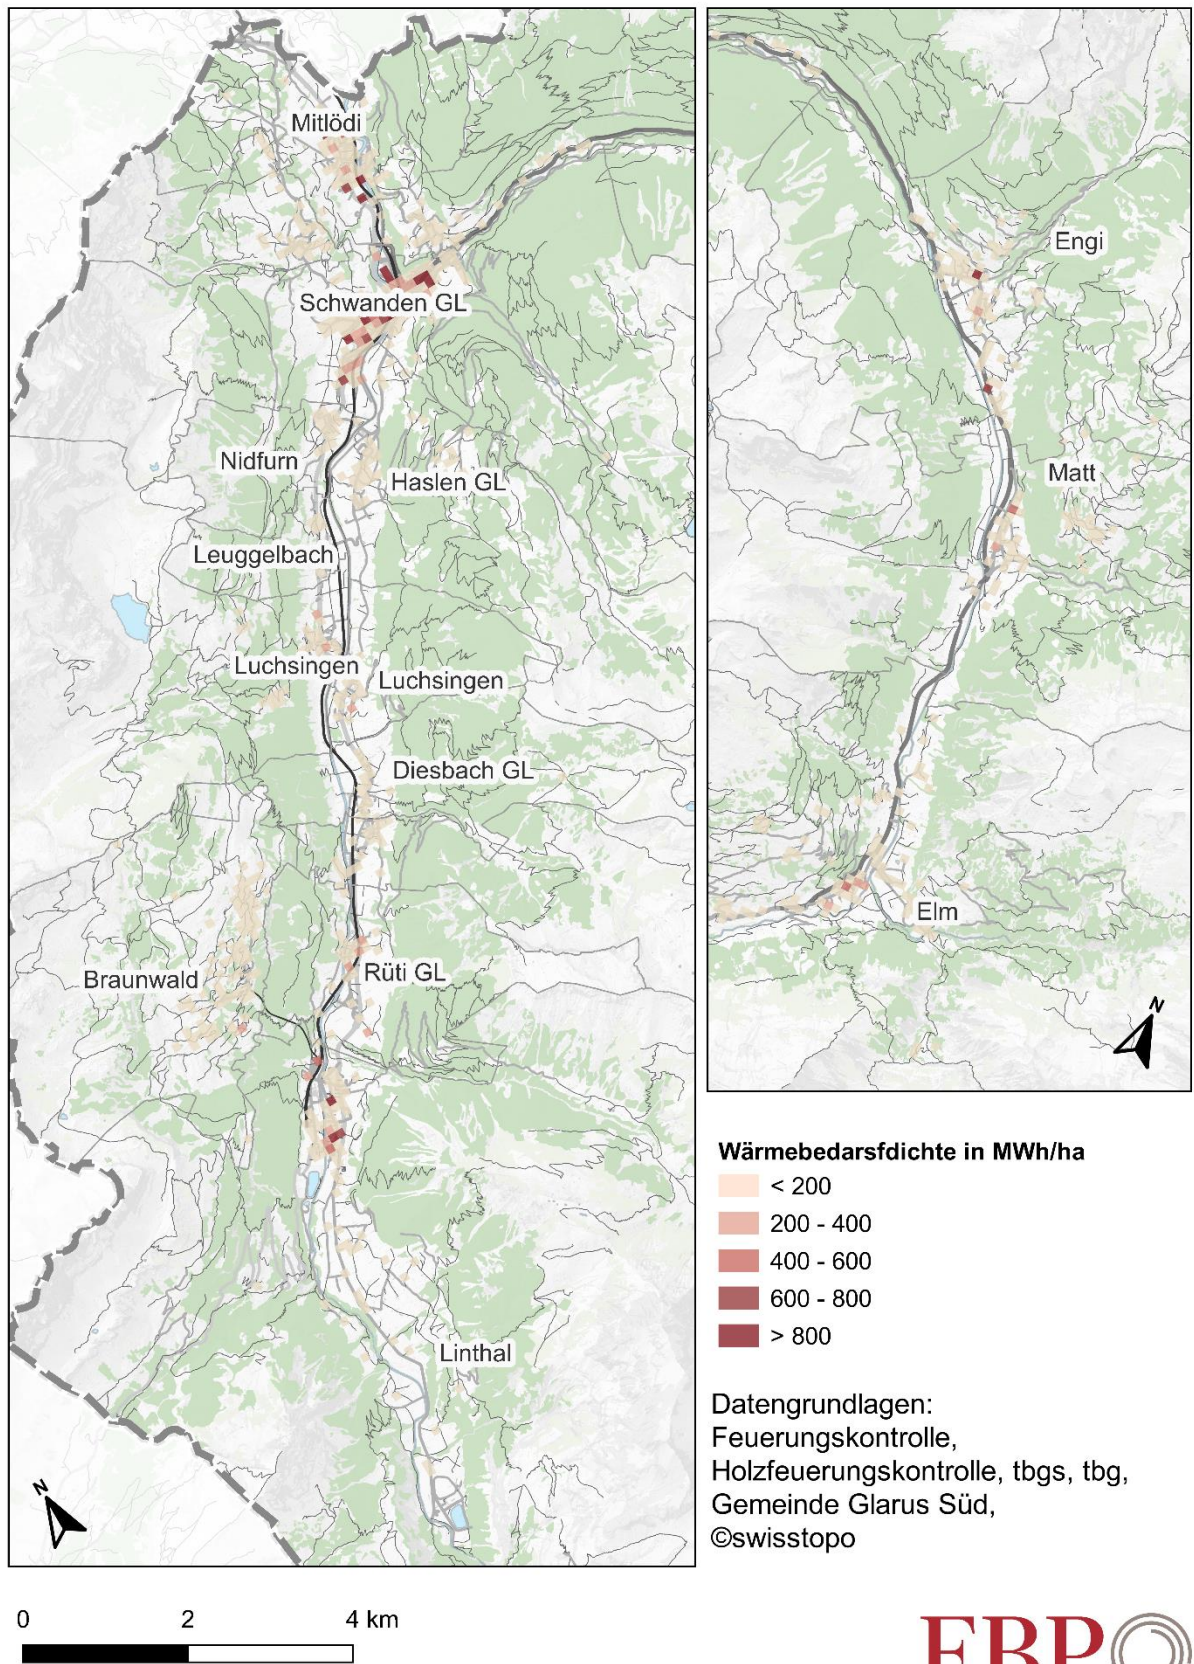 Mitlödi
Schwanden GL
Nidfurn
Haslen GL
Leuggelbach
Luchsingen
Luchsingen
Diesbach GL
Braunwald
Rüti GL
Linthal
N
Engi
Matt
Elm
N
Wärmebedarsfdichte in MWh/ha
< 200
200 - 400
400 - 600
600 - 800
> 800
Datengrundlagen:
Feuerungskontrolle,
Holzfeuerungskontrolle, tbgs, tbg,
Gemeinde Glarus Süd,
©swisstopo
0 2 4 km
EBP